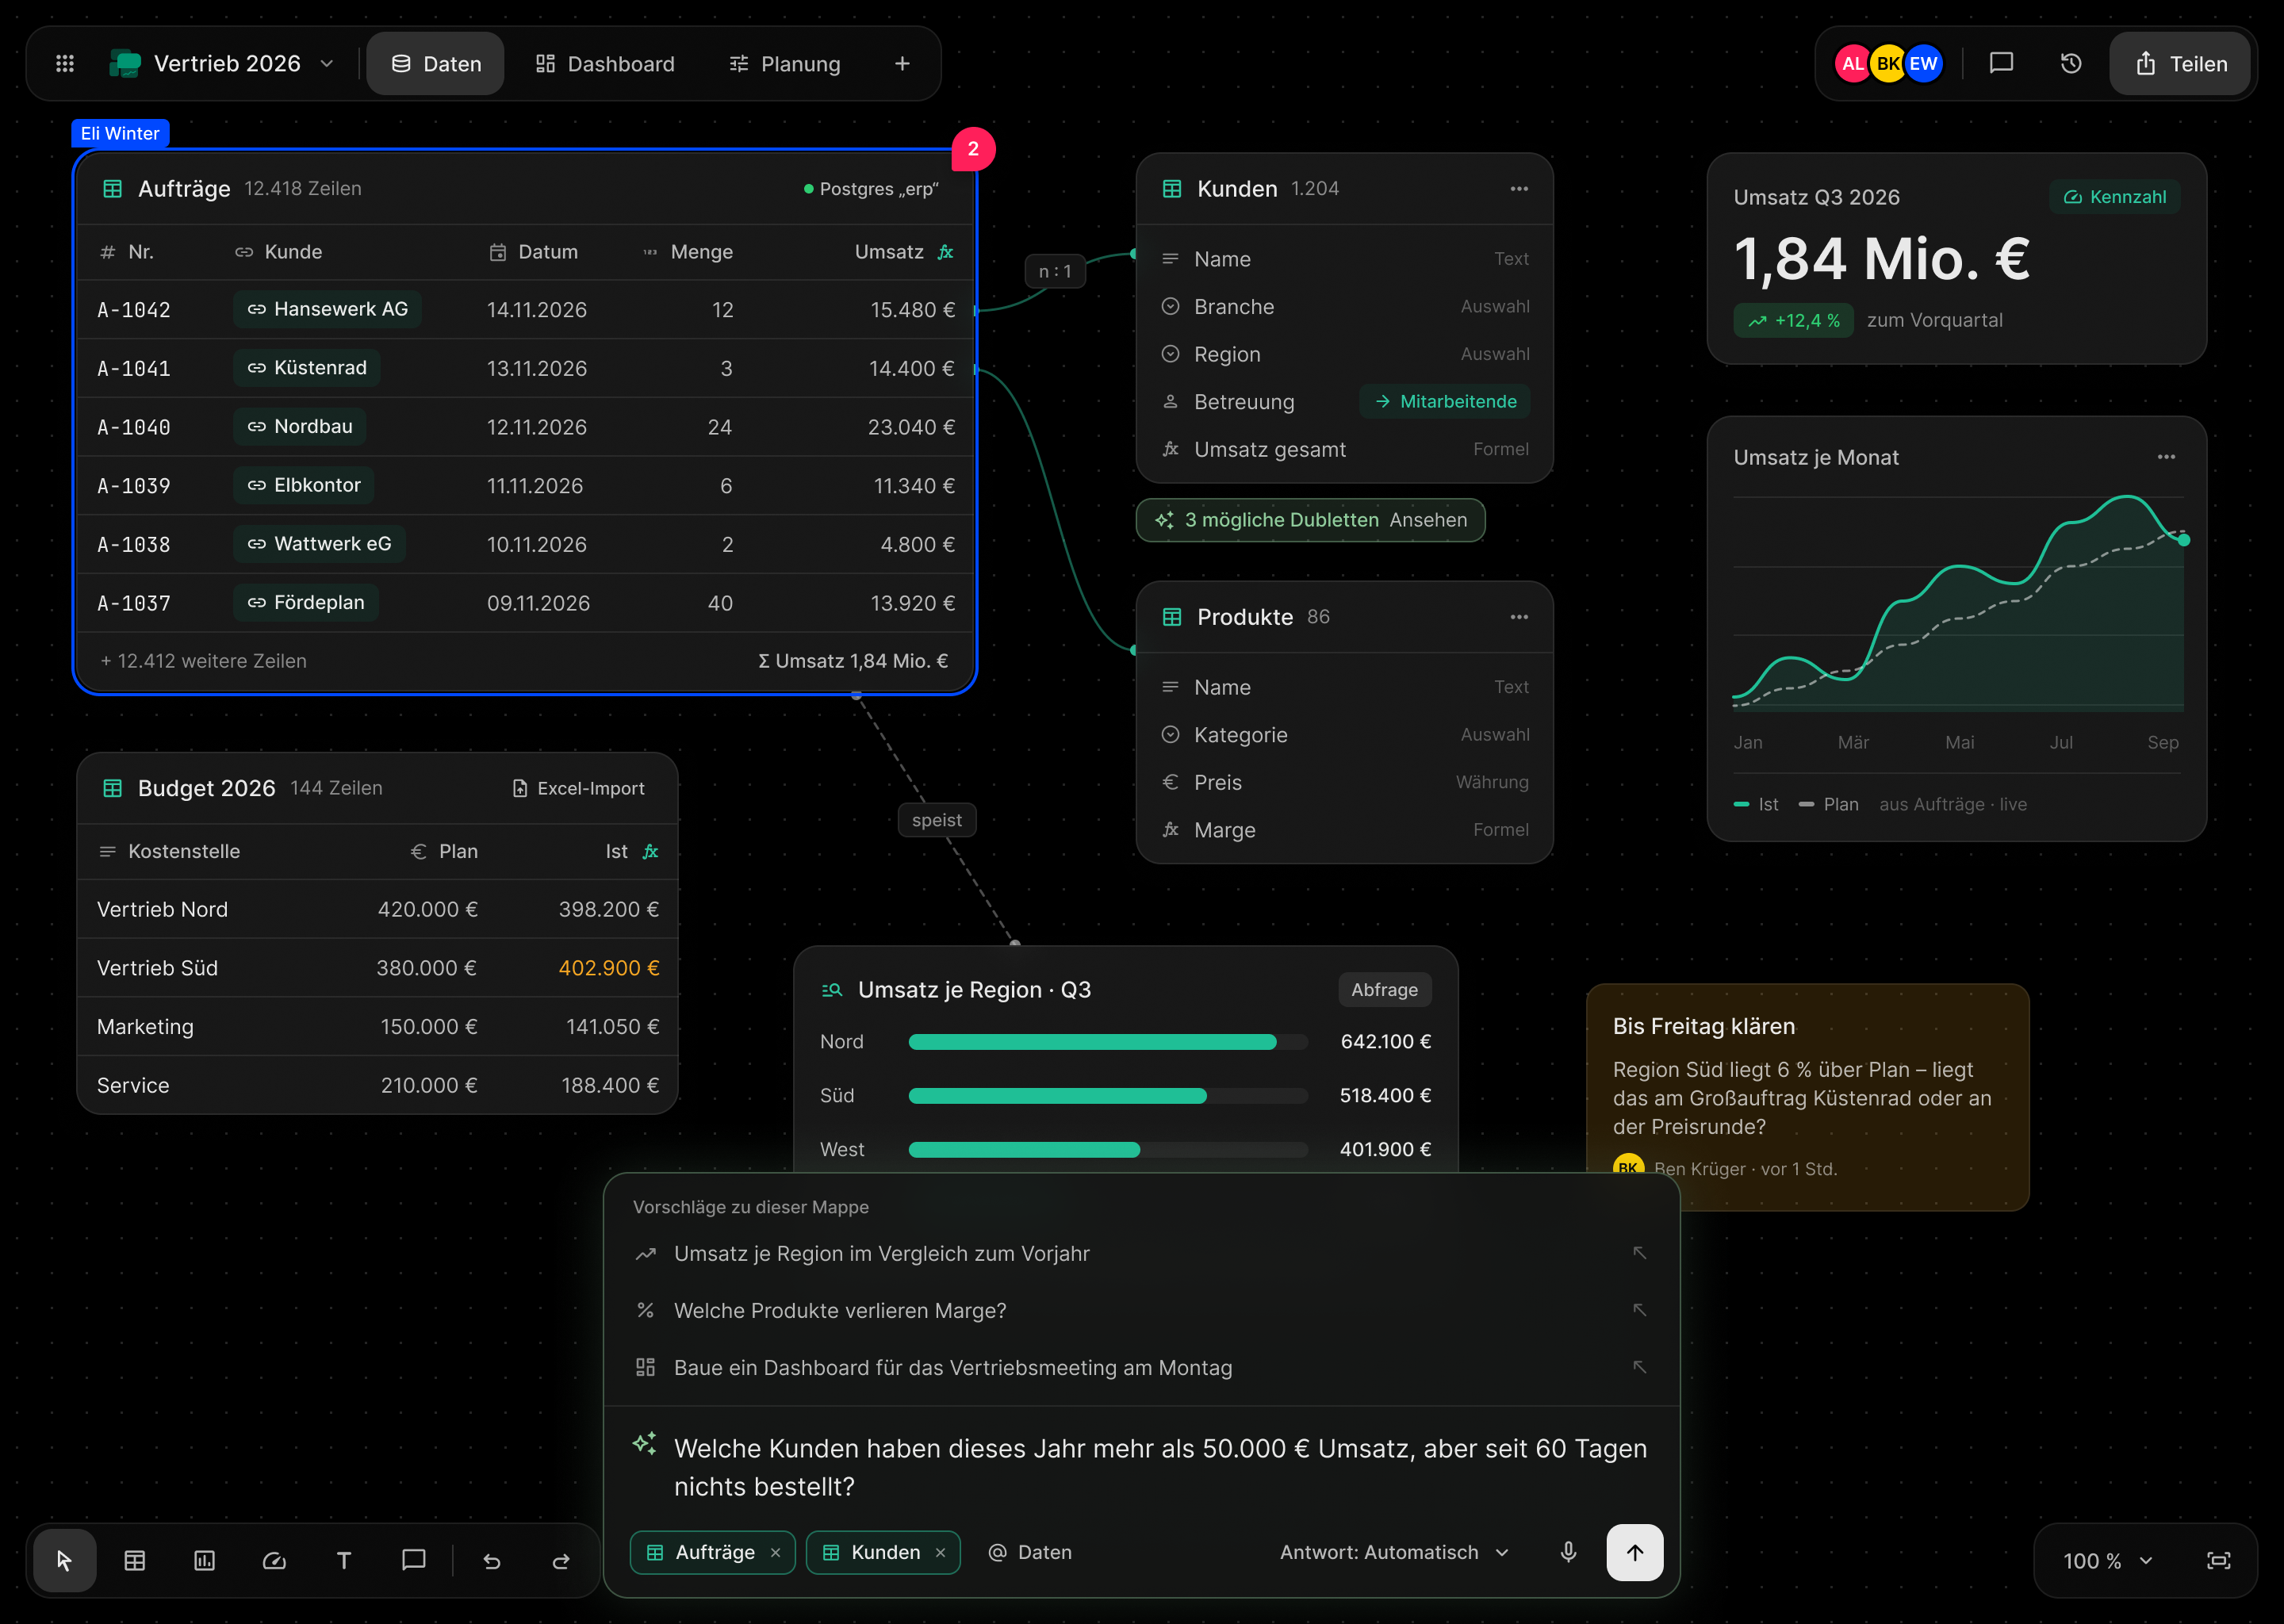 Vertrieb 2026
Daten
Dashboard
Planung
AL BK EW
Teilen
Eli Winter
2
Aufträge 12.418 Zeilen Postgres „erp“
# Nr. Kunde Datum 123 Menge Umsatz fx
A-1042 Hansewerk AG 14.11.2026 12 15.480 €
A-1041 Küstenrad 13.11.2026 3 14.400 €
A-1040 Nordbau 12.11.2026 24 23.040 €
A-1039 Elbkontor 11.11.2026 6 11.340 €
A-1038 Wattwerk eG 10.11.2026 2 4.800 €
A-1037 Fördeplan 09.11.2026 40 13.920 €
+ 12.412 weitere Zeilen Σ Umsatz 1,84 Mio. €
n : 1
Kunden 1.204
Name Text
Branche Auswahl
Region Auswahl
Betreuung → Mitarbeitende
fx Umsatz gesamt Formel
3 mögliche Dubletten Ansehen
Produkte 86
Name Text
Kategorie Auswahl
€ Preis Währung
fx Marge Formel
Umsatz Q3 2026 Kennzahl
1,84 Mio. €
+12,4 % zum Vorquartal
Umsatz je Monat
Jan Mär Mai Jul Sep
Ist Plan aus Aufträge · live
Budget 2026 144 Zeilen Excel-Import
Kostenstelle € Plan Ist fx
Vertrieb Nord 420.000 € 398.200 €
Vertrieb Süd 380.000 € 402.900 €
Marketing 150.000 € 141.050 €
Service 210.000 € 188.400 €
speist
Umsatz je Region · Q3 Abfrage
Nord 642.100 €
Süd 518.400 €
West 401.900 €
Bis Freitag klären
Region Süd liegt 6 % über Plan – liegt
das am Großauftrag Küstenrad oder an
der Preisrunde?
BK Ben Krüger · vor 1 Std.
Vorschläge zu dieser Mappe
Umsatz je Region im Vergleich zum Vorjahr
% Welche Produkte verlieren Marge?
Baue ein Dashboard für das Vertriebsmeeting am Montag
Welche Kunden haben dieses Jahr mehr als 50.000 € Umsatz, aber seit 60 Tagen
nichts bestellt?
Aufträge × Kunden × @ Daten Antwort: Automatisch
T
100 %